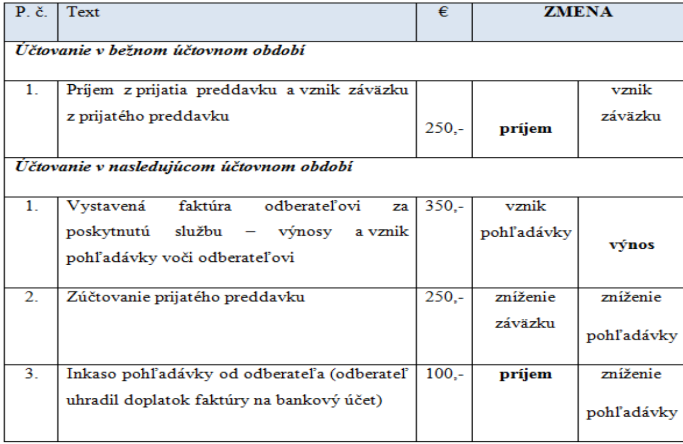 P. č. Text € ZMENA
Účtovanie v bežnom účtovnom období
1. Príjem z prijatia preddavku a vznik záväzku vznik
z prijatého preddavku záväzku
250,- príjem
Účtovanie v nasledujúcom účtovnom období
1. Vystavená faktúra odberateľovi za 350,- vznik
poskytnutú službu – výnosy a vznik pohľadávky
pohľadávky voči odberateľovi výnos
2. Zúčtovanie prijatého preddavku 250,- zníženie zníženie
záväzku
pohľadávky
3. Inkaso pohľadávky od odberateľa (odberateľ 100,- príjem zníženie
uhradil doplatok faktúry na bankový účet)
pohľadávky